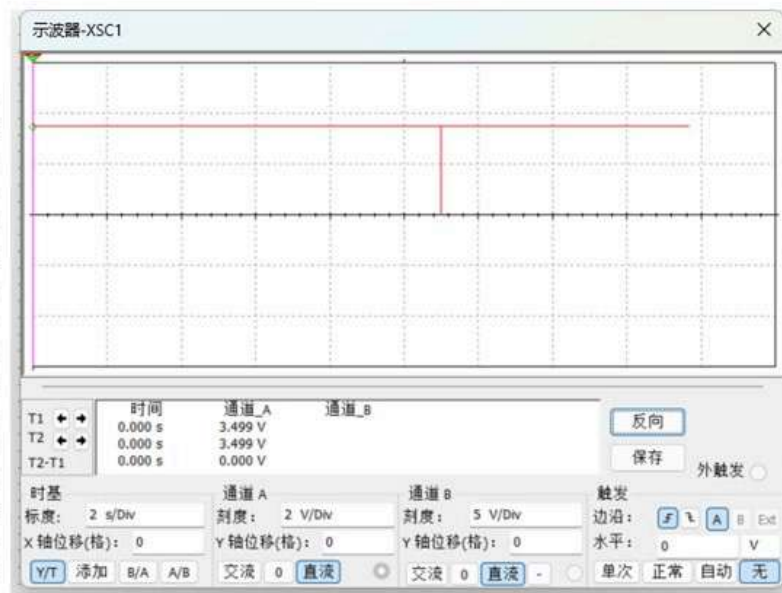 示波器-XSC1
时间 通道_A 通道_B
T1 0.000 s 3.499 V
T2 0.000 s 3.499 V
T2-T1 0.000 s 0.000 V
反向
保存
外触发
时基 通道 A 通道 B 触发
标度: 2 s/Div 刻度: 2 V/Div 刻度: 5 V/Div 边沿: A B Ext
X 轴位移(格): 0 Y 轴位移(格): 0 Y 轴位移(格): 0 水平: 0 V
Y/T 添加 B/A A/B 交流 0 直流 交流 0 直流 - 单次 正常 自动 无